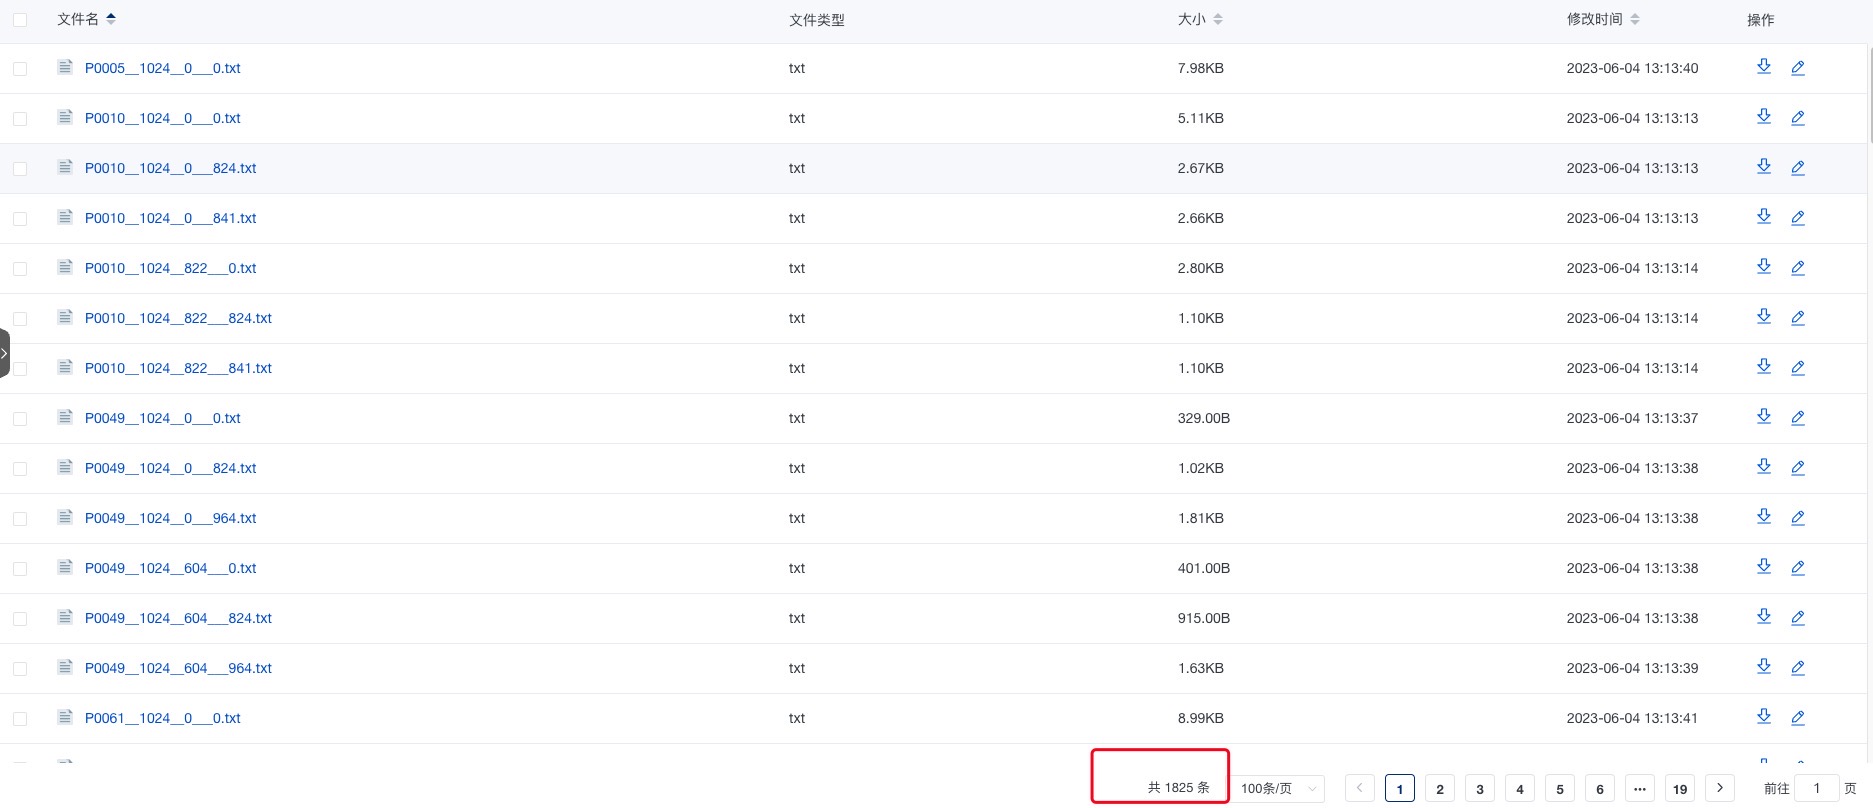 文件名 文件类型 大小 修改时间 操作
P0005__1024__0___0.txt txt 7.98KB 2023-06-04 13:13:40
P0010__1024__0___0.txt txt 5.11KB 2023-06-04 13:13:13
P0010__1024__0___824.txt txt 2.67KB 2023-06-04 13:13:13
P0010__1024__0___841.txt txt 2.66KB 2023-06-04 13:13:13
P0010__1024__822___0.txt txt 2.80KB 2023-06-04 13:13:14
P0010__1024__822___824.txt txt 1.10KB 2023-06-04 13:13:14
P0010__1024__822___841.txt txt 1.10KB 2023-06-04 13:13:14
P0049__1024__0___0.txt txt 329.00B 2023-06-04 13:13:37
P0049__1024__0___824.txt txt 1.02KB 2023-06-04 13:13:38
P0049__1024__0___964.txt txt 1.81KB 2023-06-04 13:13:38
P0049__1024__604___0.txt txt 401.00B 2023-06-04 13:13:38
P0049__1024__604___824.txt txt 915.00B 2023-06-04 13:13:38
P0049__1024__604___964.txt txt 1.63KB 2023-06-04 13:13:39
P0061__1024__0___0.txt txt 8.99KB 2023-06-04 13:13:41
共 1825 条 100条/页 1 2 3 4 5 6 ··· 19 前往 1 页